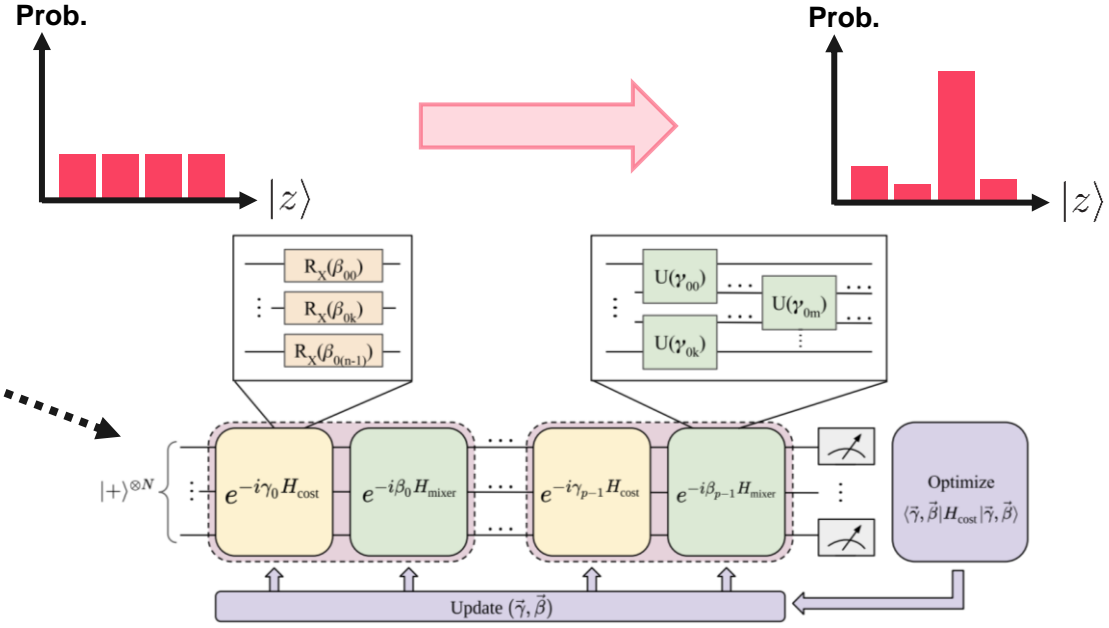 Prob.
Prob.
|z⟩
|z⟩
R_X(β_00)
⋮ R_X(β_0k)
R_X(β_0(n-1))
U(γ_00) ⋯ ⋯
⋮ ⋯ U(γ_0m) ⋯
U(γ_0k) ⋮
|+⟩^⊗N
⋮
e^{-iγ_0 H_cost}
e^{-iβ_0 H_mixer}
⋯
⋯
⋯
e^{-iγ_{p-1} H_cost}
e^{-iβ_{p-1} H_mixer}
⋮
Optimize
⟨γ⃗, β⃗|H_cost|γ⃗, β⃗⟩
Update (γ⃗, β⃗)